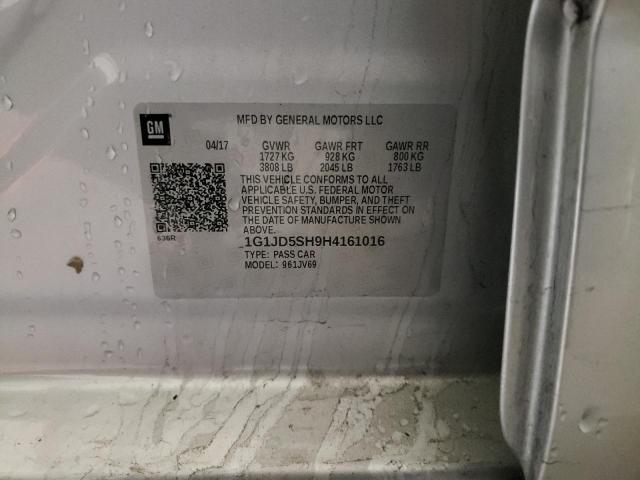 MFD BY GENERAL MOTORS LLC
GM
04/17 GVWR GAWR FRT GAWR RR
1727 KG 928 KG 800 KG
3808 LB 2045 LB 1763 LB
THIS VEHICLE CONFORMS TO ALL
APPLICABLE U.S. FEDERAL MOTOR
VEHICLE SAFETY, BUMPER, AND THEFT
PREVENTION STANDARDS IN EFFECT ON
THE DATE OF MANUFACTURE SHOWN
ABOVE.
636R
1G1JD5SH9H4161016
TYPE: PASS CAR
MODEL: 961JV69